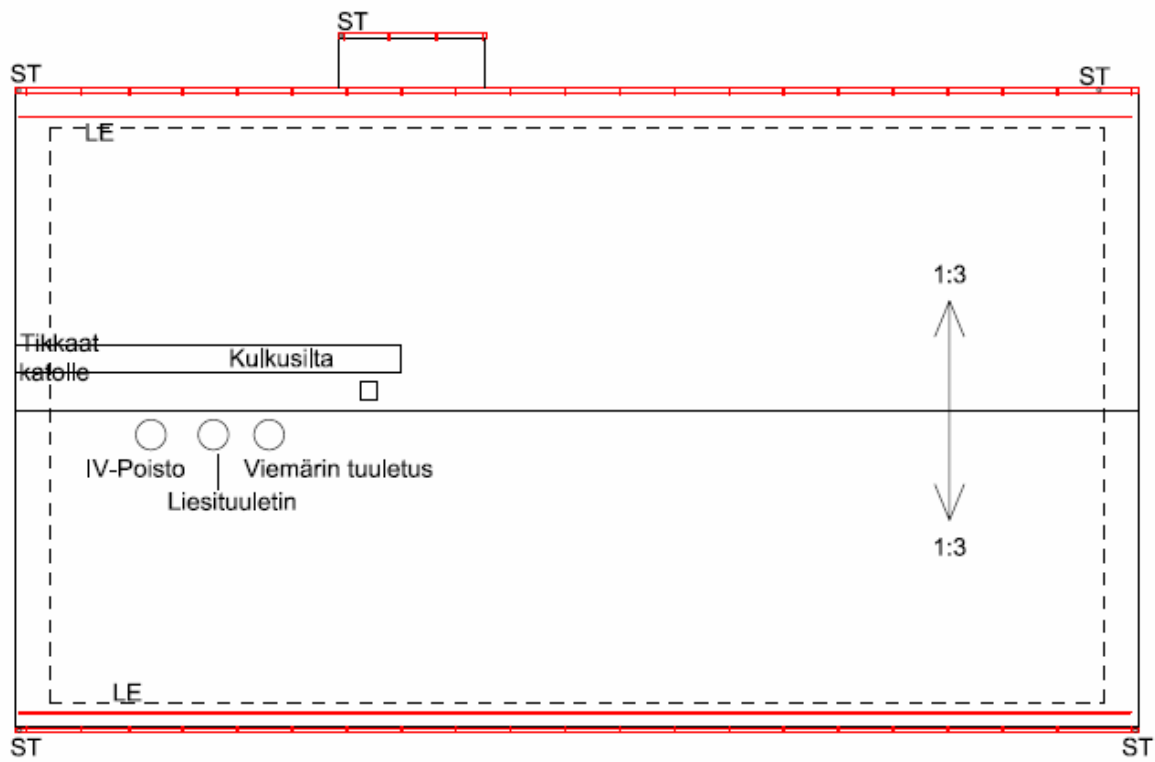 ST
ST
ST
LE
1:3
Tikkaat
katolle
Kulkusilta
IV-Poisto
Viemärin tuuletus
Liesituuletin
1:3
LE
ST
ST